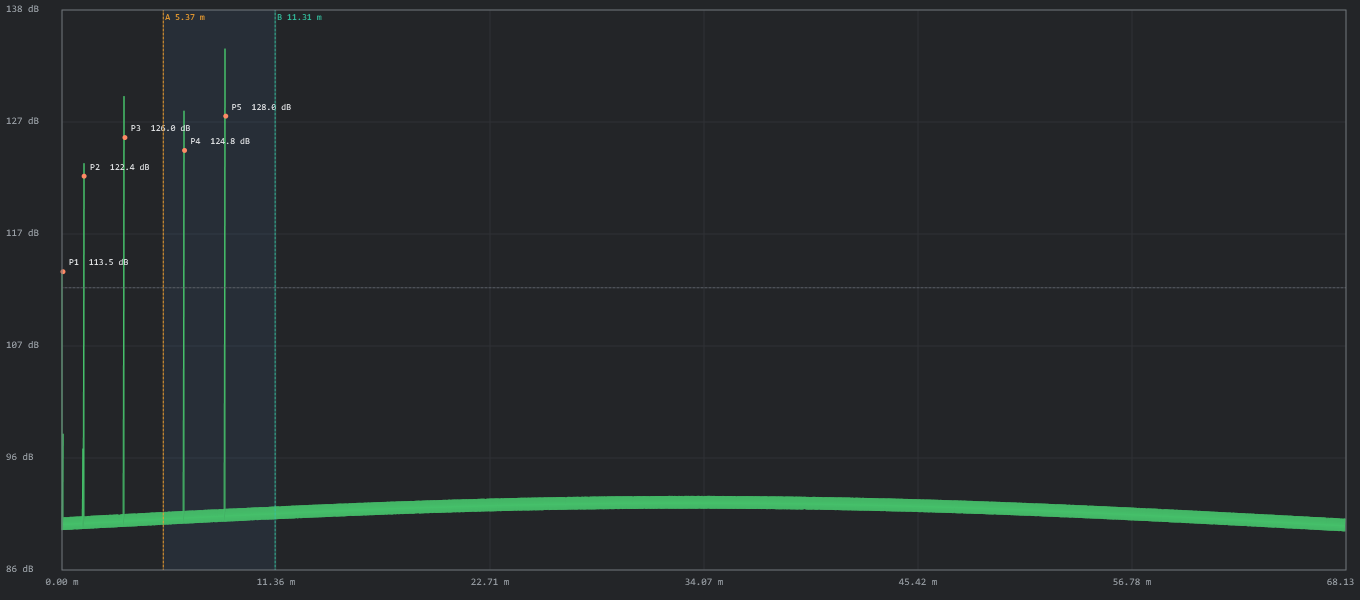 138 dB
A 5.37 m
B 11.31 m
P5 128.0 dB
127 dB
P3 126.0 dB
P4 124.8 dB
P2 122.4 dB
117 dB
P1 113.5 dB
107 dB
96 dB
86 dB
0.00 m
11.36 m
22.71 m
34.07 m
45.42 m
56.78 m
68.13